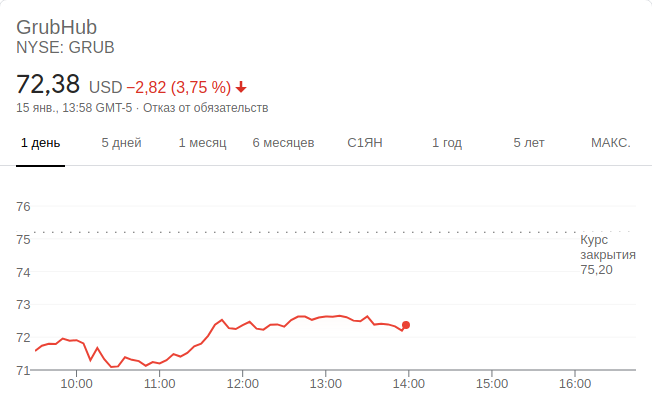 GrubHub
NYSE: GRUB
72,38 USD −2,82 (3,75 %)
15 янв., 13:58 GMT-5 · Отказ от обязательств
1 день 5 дней 1 месяц 6 месяцев С1ЯН 1 год 5 лет МАКС.
76
75
74
73
72
71
Курс
закрытия
75,20
10:00 11:00 12:00 13:00 14:00 15:00 16:00